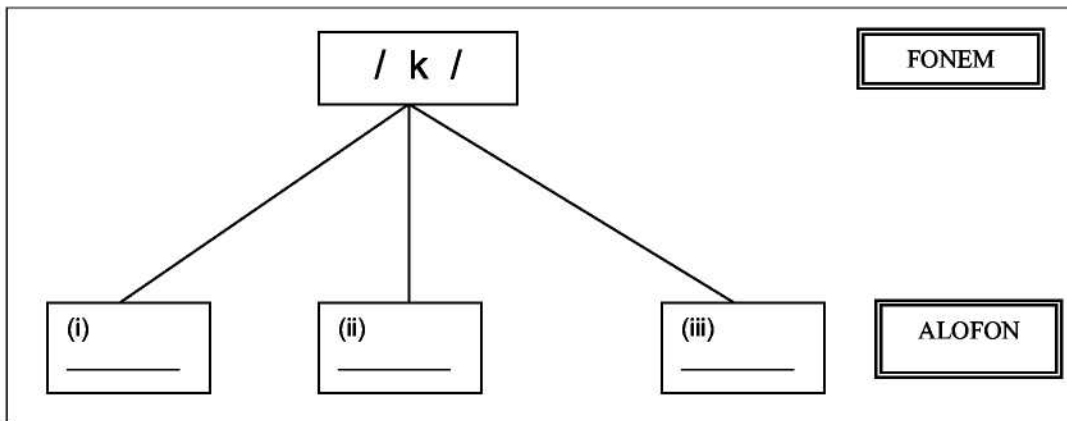 / k /
FONEM
(i)
(ii)
(iii)
ALOFON